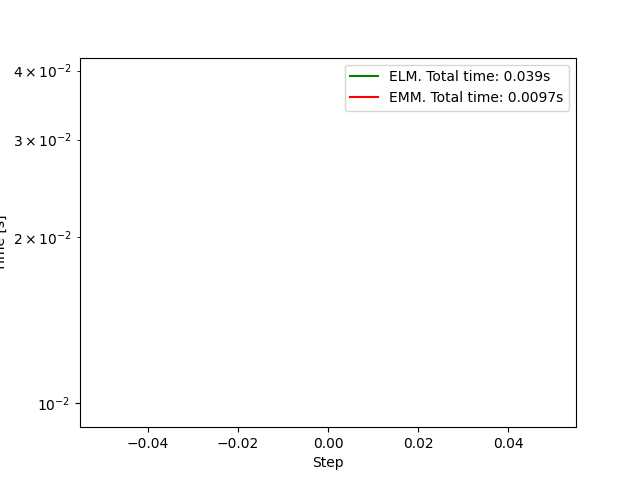 4 × 10⁻²
3 × 10⁻²
2 × 10⁻²
10⁻²
ELM. Total time: 0.039s
EMM. Total time: 0.0097s
−0.04 −0.02 0.00 0.02 0.04
Step